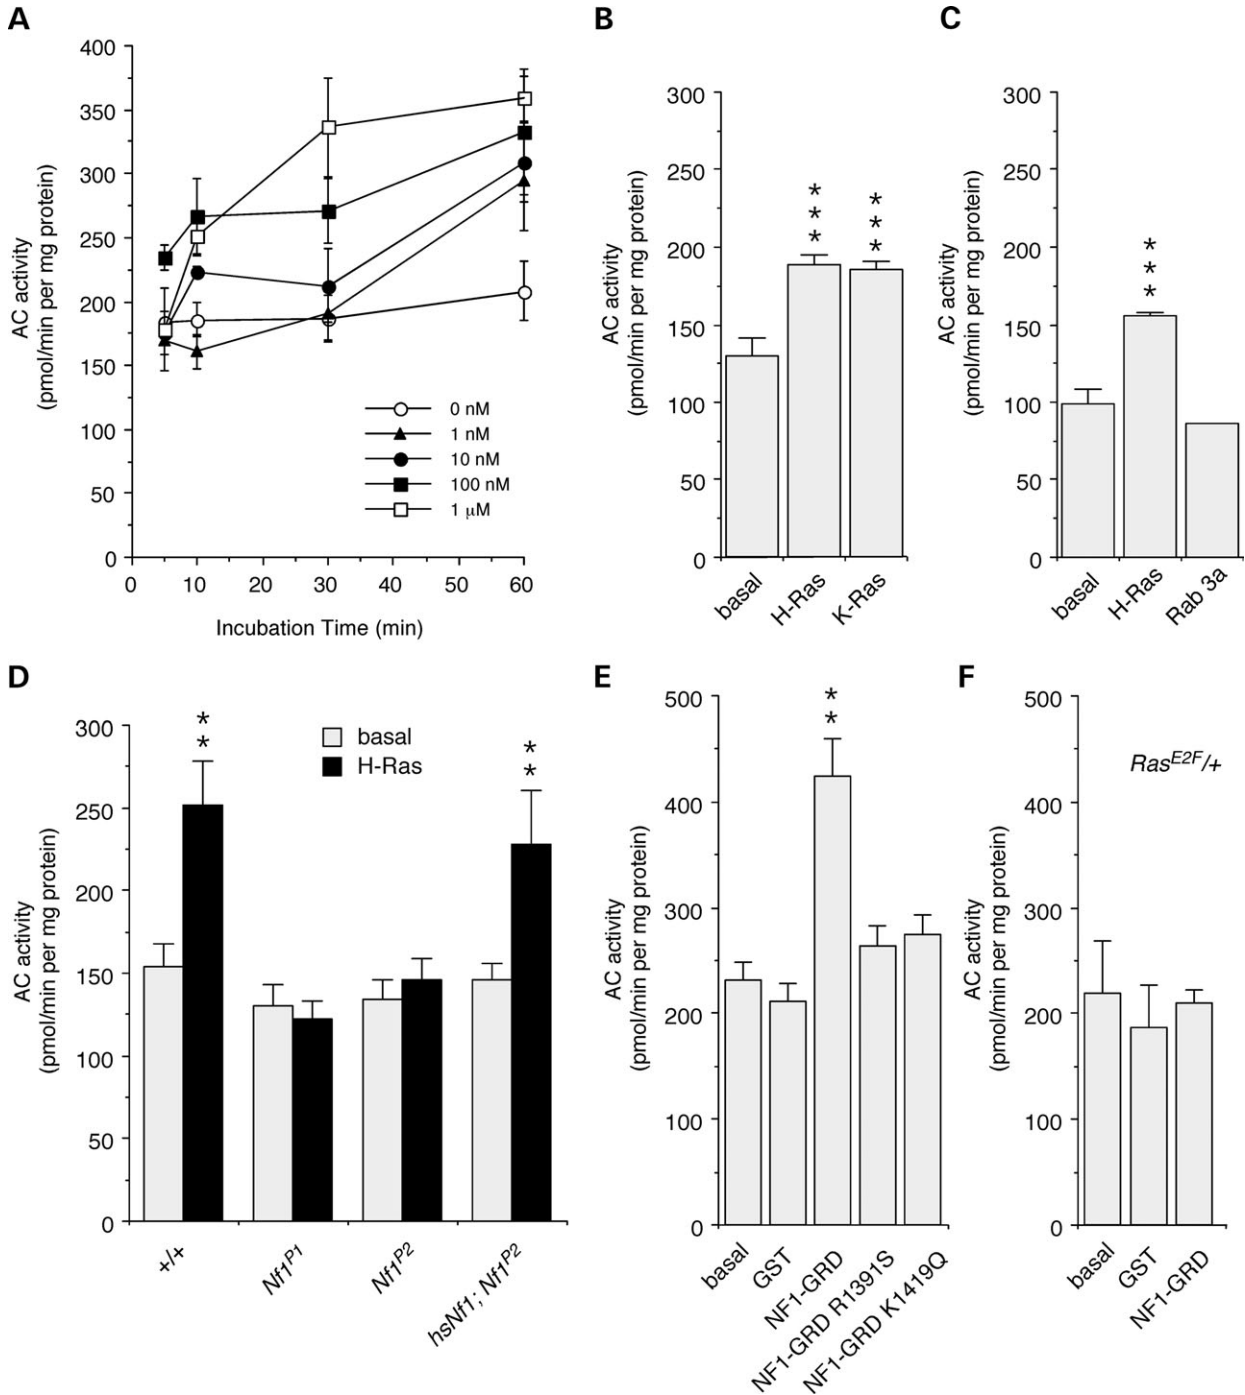 A
AC activity
(pmol/min per mg protein)
400
350
300
250
200
150
100
50
0
0 nM
1 nM
10 nM
100 nM
1 μM
0 10 20 30 40 50 60
Incubation Time (min)
B
AC activity
(pmol/min per mg protein)
300
250
200
150
100
50
0
* * *
* * *
basal
H-Ras
K-Ras
C
AC activity
(pmol/min per mg protein)
300
250
200
150
100
50
0
* * *
basal
H-Ras
Rab 3a
D
AC activity
(pmol/min per mg protein)
300
250
200
150
100
50
0
* *
* *
basal
H-Ras
+/+
Nf1P1
Nf1P2
hsNf1; Nf1P2
E
AC activity
(pmol/min per mg protein)
500
400
300
200
100
0
* *
basal
GST
NF1-GRD
NF1-GRD R1391S
NF1-GRD K1419Q
F
AC activity
(pmol/min per mg protein)
500
400
300
200
100
0
RasE2F/+
basal
GST
NF1-GRD